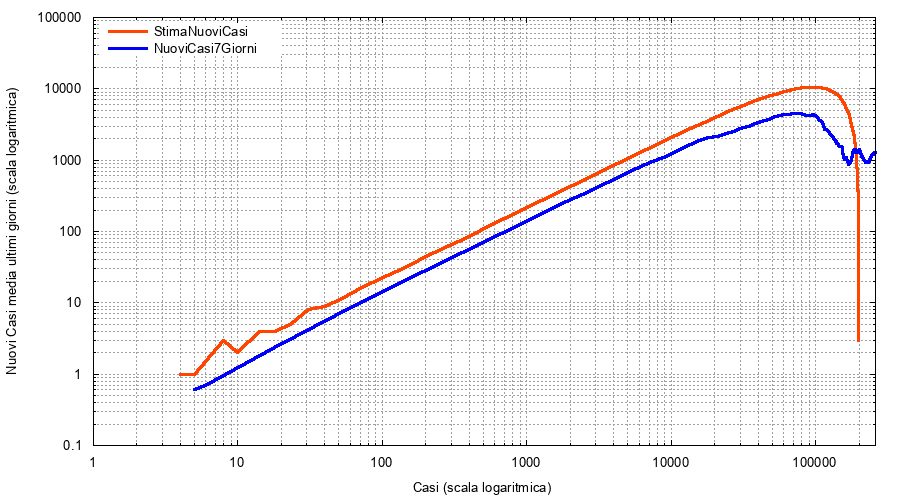 100000
10000
1000
100
10
1
0.1
StimaNuoviCasi
NuoviCasi7Giorni
Nuovi Casi media ultimi giorni (scala logaritmica)
1 10 100 1000 10000 100000
Casi (scala logaritmica)